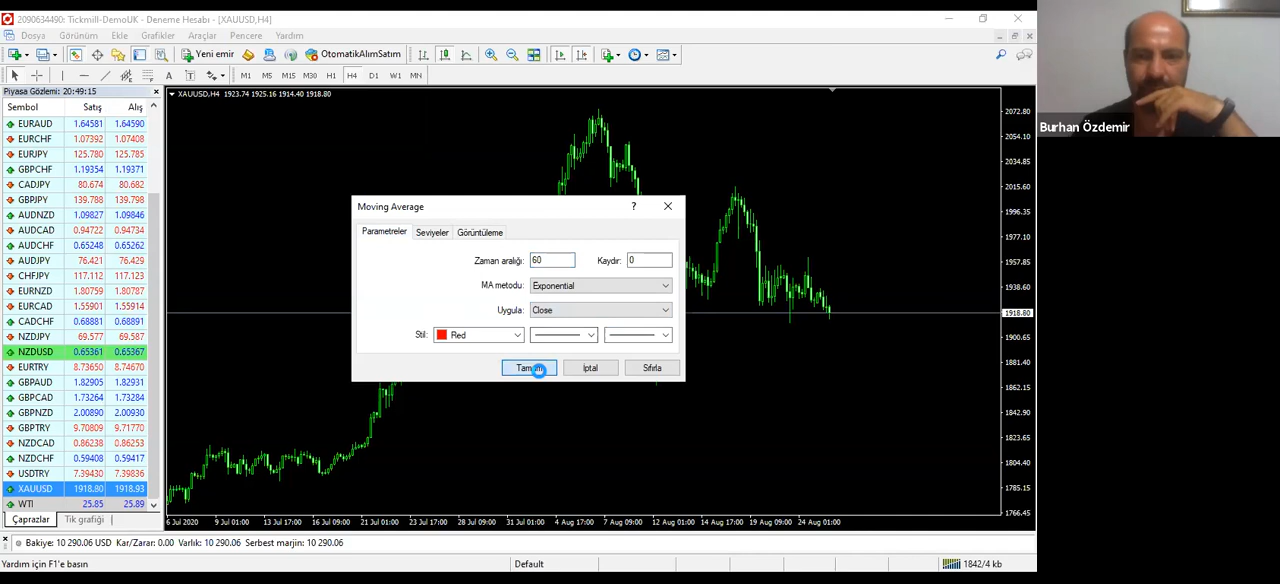 2090634490: Tickmill-DemoUK - Deneme Hesabı - [XAUUSD,H4]
Dosya Görünüm Ekle Grafikler Araçlar Pencere Yardım
Yeni emir OtomatikAlımSatım
A T M1 M5 M15 M30 H1 H4 D1 W1 MN
Piyasa Gözlemi: 20:49:15
Sembol Satış Alış
EURAUD 1.64581 1.64590
EURCHF 1.07392 1.07408
EURJPY 125.780 125.785
GBPCHF 1.19354 1.19371
CADJPY 80.674 80.682
GBPJPY 139.788 139.798
AUDNZD 1.09827 1.09846
AUDCAD 0.94722 0.94734
AUDCHF 0.65248 0.65262
AUDJPY 76.421 76.429
CHFJPY 117.112 117.123
EURNZD 1.80759 1.80787
EURCAD 1.55901 1.55914
CADCHF 0.68881 0.68891
NZDJPY 69.577 69.587
NZDUSD 0.65361 0.65367
EURTRY 8.73650 8.74670
GBPAUD 1.82905 1.82931
GBPCAD 1.73264 1.73284
GBPNZD 2.00890 2.00930
GBPTRY 9.70809 9.71770
NZDCAD 0.86238 0.86253
NZDCHF 0.59408 0.59417
USDTRY 7.39430 7.39836
XAUUSD 1918.80 1918.93
WTI 25.85 25.89
Çaprazlar Tik grafiği
XAUUSD,H4 1923.74 1925.16 1914.40 1918.80
Moving Average ?
Parametreler Seviyeler Görüntüleme
Zaman aralığı: 60 Kaydır: 0
MA metodu: Exponential
Uygula: Close
Stil: Red
İptal Sıfırla
2072.80
2054.10
2034.85
2015.60
1996.35
1977.10
1957.85
1938.60
1918.80
1900.65
1881.40
1862.15
1842.90
1823.65
1804.40
1785.15
1766.45
6 Jul 2020 9 Jul 01:00 13 Jul 17:00 16 Jul 09:00 21 Jul 01:00 23 Jul 17:00 28 Jul 09:00 31 Jul 01:00 4 Aug 17:00 7 Aug 09:00 12 Aug 01:00 14 Aug 17:00 19 Aug 09:00 24 Aug 01:00
Bakiye: 10 290.06 USD Kar/Zarar: 0.00 Varlık: 10 290.06 Serbest marjin: 10 290.06
Yardım için F1'e basın Default 1842/4 kb
Burhan Özdemir